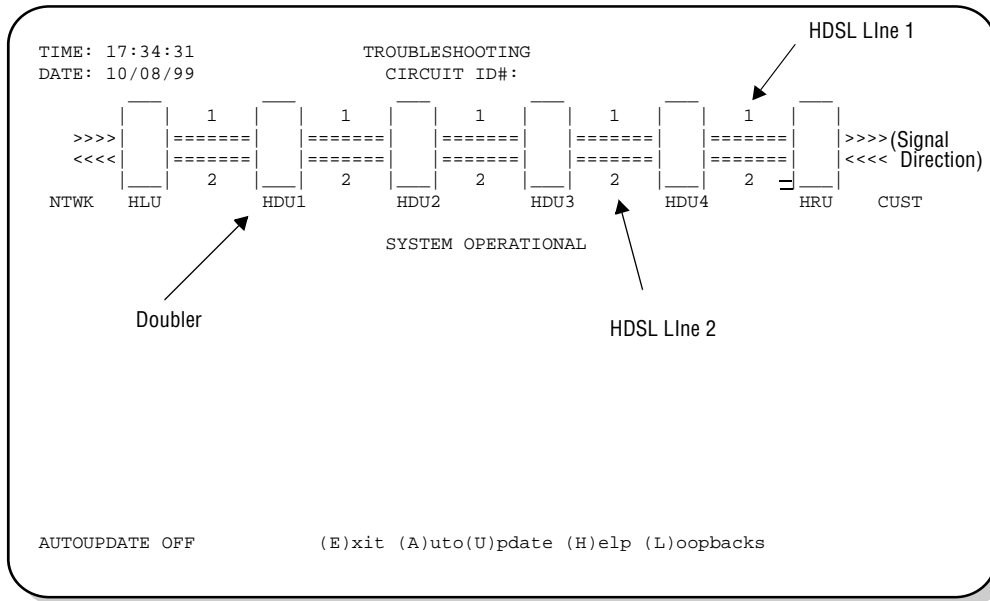 HDSL LIne 1
TIME: 17:34:31 TROUBLESHOOTING
DATE: 10/08/99 CIRCUIT ID#:
1 1 1 1 1
>>>> ======= ======= ======= ======= ======= >>>>(Signal
<<<< ======= ======= ======= ======= ======= <<<< Direction)
2 2 2 2 2
NTWK HLU HDU1 HDU2 HDU3 HDU4 HRU CUST
SYSTEM OPERATIONAL
Doubler
HDSL LIne 2
AUTOUPDATE OFF (E)xit (A)uto(U)pdate (H)elp (L)oopbacks